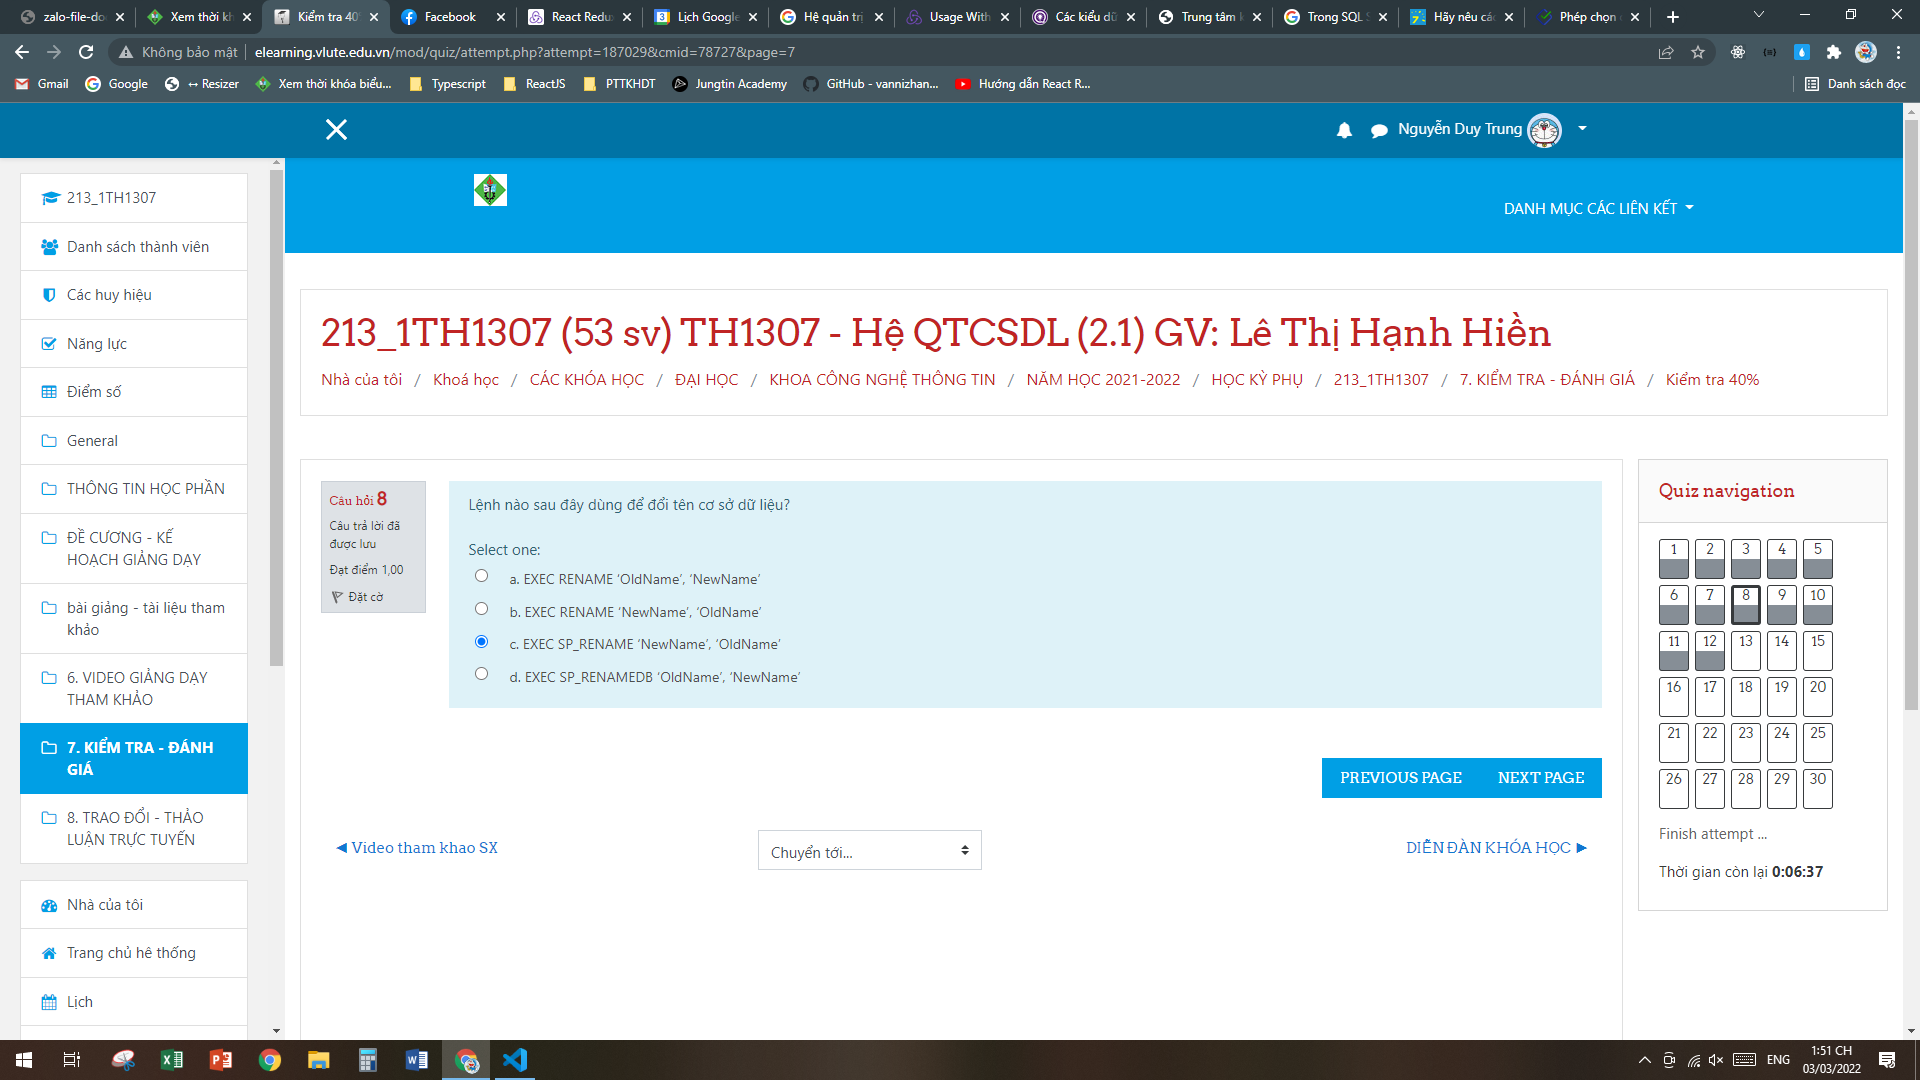 zalo-file-do
Xem thời kh
Kiểm tra 40
Facebook
React Redu
Lịch Google
Hệ quản trị
Usage With
Các kiểu dữ
Trung tâm k
Trong SQL S
Hãy nêu các
Phép chọn
Không bảo mật
elearning.vlute.edu.vn/mod/quiz/attempt.php?attempt=187029&cmid=78727&page=7
Gmail
Google
↔ Resizer
Xem thời khóa biểu...
Typescript
ReactJS
PTTKHDT
Jungtin Academy
GitHub - vannizhan...
Hướng dẫn React R...
Danh sách đọc
Nguyễn Duy Trung
DANH MỤC CÁC LIÊN KẾT
213_1TH1307
Danh sách thành viên
Các huy hiệu
Năng lực
Điểm số
General
THÔNG TIN HỌC PHẦN
ĐỀ CƯƠNG - KẾ
HOẠCH GIẢNG DẠY
bài giảng - tài liệu tham
khảo
6. VIDEO GIẢNG DẠY
THAM KHẢO
7. KIỂM TRA - ĐÁNH
GIÁ
8. TRAO ĐỔI - THẢO
LUẬN TRỰC TUYẾN
Nhà của tôi
Trang chủ hệ thống
Lịch
213_1TH1307 (53 sv) TH1307 - Hệ QTCSDL (2.1) GV: Lê Thị Hạnh Hiền
Nhà của tôi / Khoá học / CÁC KHÓA HỌC / ĐẠI HỌC / KHOA CÔNG NGHỆ THÔNG TIN / NĂM HỌC 2021-2022 / HỌC KỲ PHỤ / 213_1TH1307 / 7. KIỂM TRA - ĐÁNH GIÁ / Kiểm tra 40%
Câu hỏi 8
Câu trả lời đã
được lưu
Đạt điểm 1,00
Đặt cờ
Lệnh nào sau đây dùng để đổi tên cơ sở dữ liệu?
Select one:
a. EXEC RENAME ‘OldName’, ‘NewName’
b. EXEC RENAME ‘NewName’, ‘OldName’
c. EXEC SP_RENAME ‘NewName’, ‘OldName’
d. EXEC SP_RENAMEDB ‘OldName’, ‘NewName’
PREVIOUS PAGE
NEXT PAGE
◄ Video tham khao SX
Chuyển tới...
DIỄN ĐÀN KHÓA HỌC ►
Quiz navigation
1 2 3 4 5
6 7 8 9 10
11 12 13 14 15
16 17 18 19 20
21 22 23 24 25
26 27 28 29 30
Finish attempt ...
Thời gian còn lại 0:06:37
ENG
1:51 CH
03/03/2022